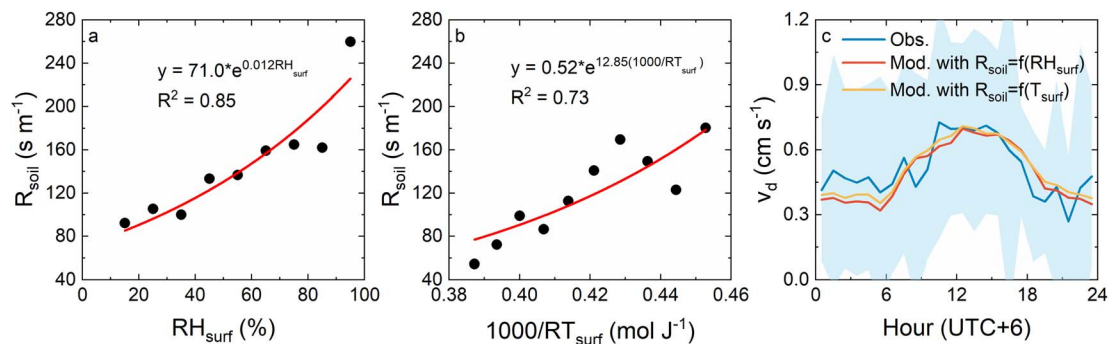 a
y = 71.0*e^0.012RH_surf
R² = 0.85
280
240
200
160
120
80
40
R_soil (s m⁻¹)
0 20 40 60 80 100
RH_surf (%)
b
y = 0.52*e^12.85(1000/RT_surf)
R² = 0.73
280
240
200
160
120
80
40
R_soil (s m⁻¹)
0.38 0.40 0.42 0.44 0.46
1000/RT_surf (mol J⁻¹)
c
Obs.
Mod. with R_soil=f(RH_surf)
Mod. with R_soil=f(T_surf)
1.2
0.9
0.6
0.3
0.0
v_d (cm s⁻¹)
0 6 12 18 24
Hour (UTC+6)